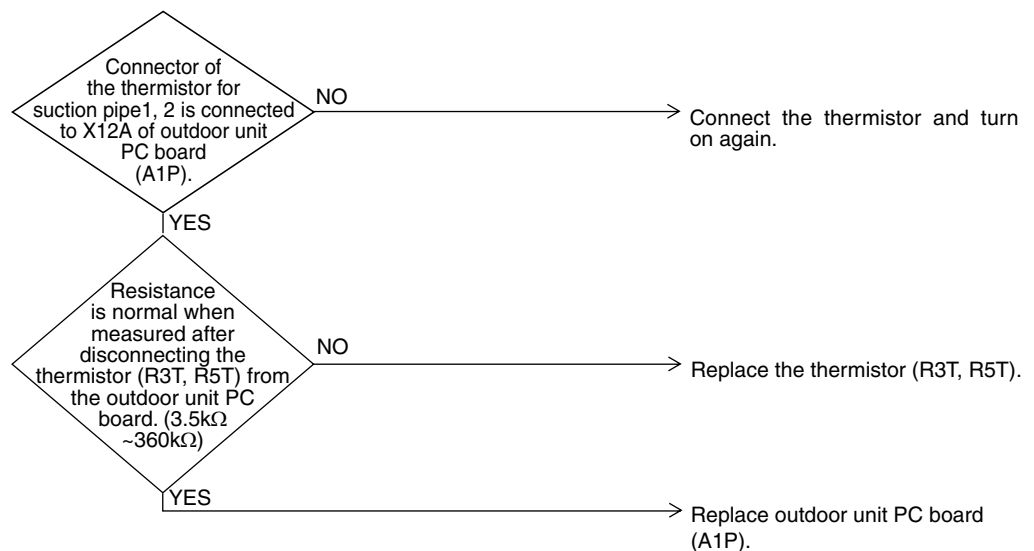 Connector of
the thermistor for
suction pipe1, 2 is connected
to X12A of outdoor unit
PC board
(A1P).
NO
Connect the thermistor and turn
on again.
YES
Resistance
is normal when
measured after
disconnecting the
thermistor (R3T, R5T) from
the outdoor unit PC
board. (3.5kΩ
~360kΩ)
NO
Replace the thermistor (R3T, R5T).
YES
Replace outdoor unit PC board
(A1P).